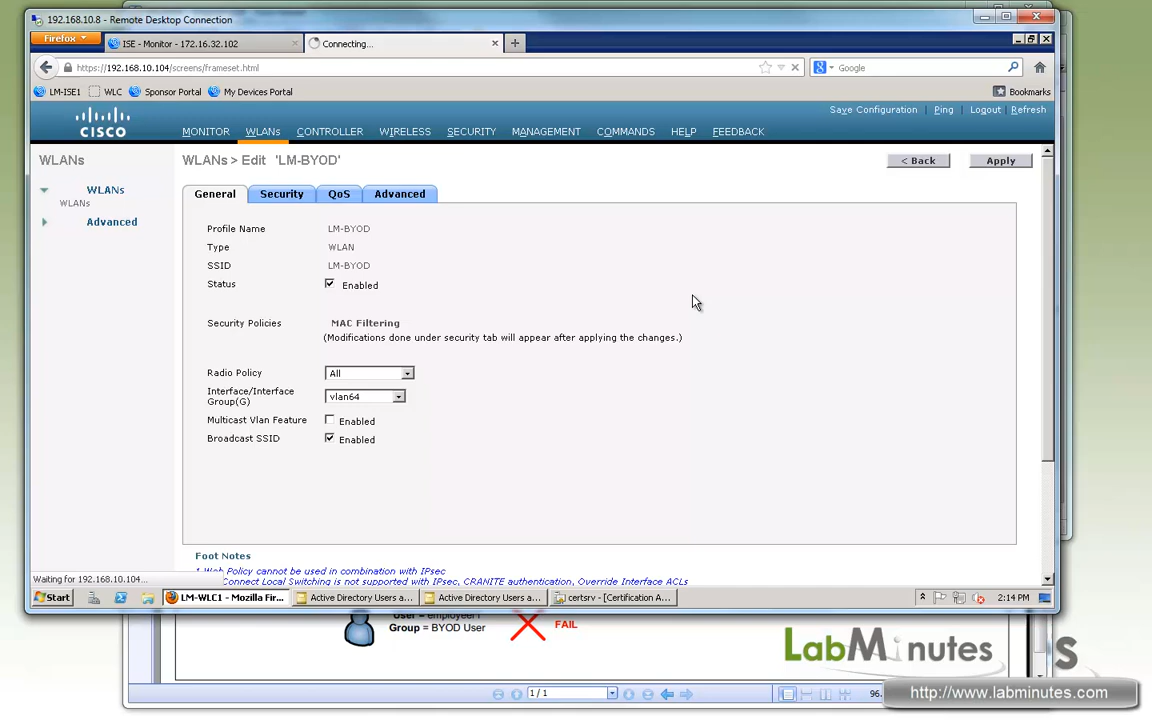 192.168.10.8 - Remote Desktop Connection
Firefox
ISE - Monitor - 172.16.32.102
Connecting...
https://192.168.10.104/screens/frameset.html
Google
LM-ISE1
WLC
Sponsor Portal
My Devices Portal
Bookmarks
Save Configuration
Ping
Logout
Refresh
CISCO
MONITOR
WLANs
CONTROLLER
WIRELESS
SECURITY
MANAGEMENT
COMMANDS
HELP
FEEDBACK
WLANs
WLANs
WLANs
Advanced
WLANs > Edit 'LM-BYOD'
< Back
Apply
General
Security
QoS
Advanced
Profile Name LM-BYOD
Type WLAN
SSID LM-BYOD
Status Enabled
Security Policies MAC Filtering
(Modifications done under security tab will appear after applying the changes.)
Radio Policy All
Interface/Interface
Group(G) vlan64
Multicast Vlan Feature Enabled
Broadcast SSID Enabled
Foot Notes
1 Web Policy cannot be used in combination with IPsec
Connect Local Switching is not supported with IPsec, CRANITE authentication, Override Interface ACLs
Waiting for 192.168.10.104...
Start
LM-WLC1 - Mozilla Fir...
Active Directory Users a...
Active Directory Users a...
certsrv - [Certification A...
2:14 PM
User = employee1
Group = BYOD User
FAIL
LabMinutes
1 / 1
96.
http://www.labminutes.com